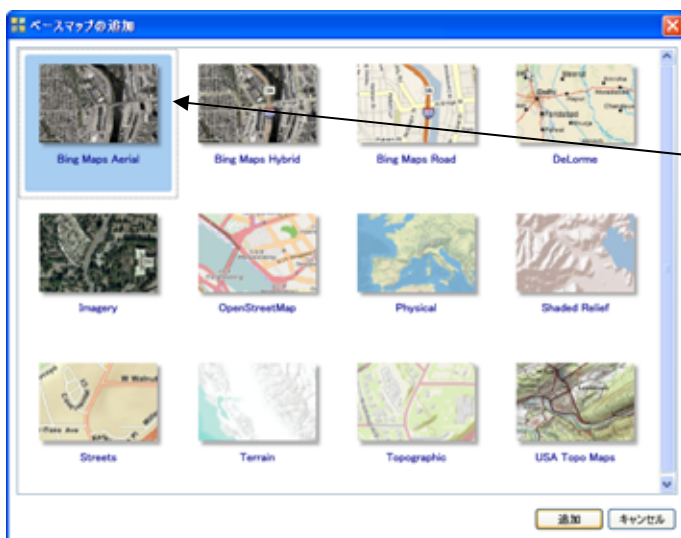 ベースマップの追加
Bing Maps Aerial
Bing Maps Hybrid
Bing Maps Road
DeLorme
Imagery
OpenStreetMap
Physical
Shaded Relief
Streets
Terrain
Topographic
USA Topo Maps
追加
キャンセル